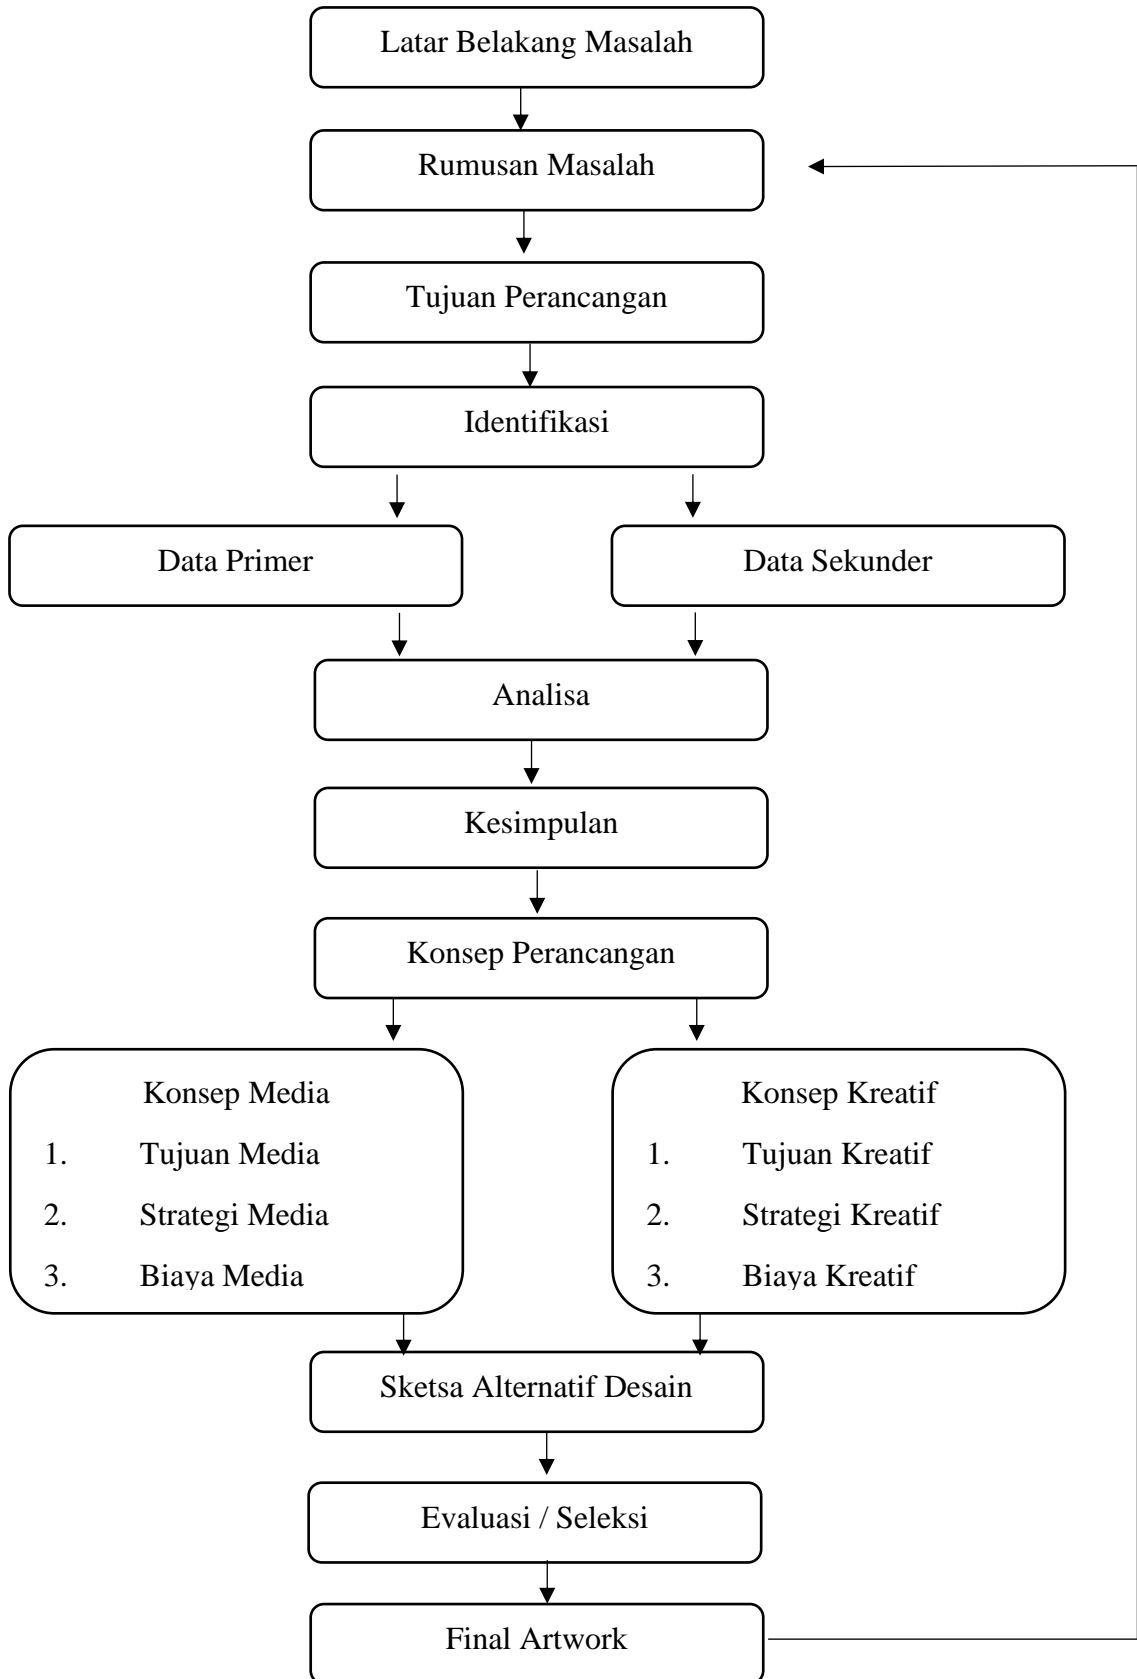 Latar Belakang Masalah
Rumusan Masalah
Tujuan Perancangan
Identifikasi
Data Primer
Data Sekunder
Analisa
Kesimpulan
Konsep Perancangan
Konsep Media
1. Tujuan Media
2. Strategi Media
3. Biaya Media
Konsep Kreatif
1. Tujuan Kreatif
2. Strategi Kreatif
3. Biaya Kreatif
Sketsa Alternatif Desain
Evaluasi / Seleksi
Final Artwork